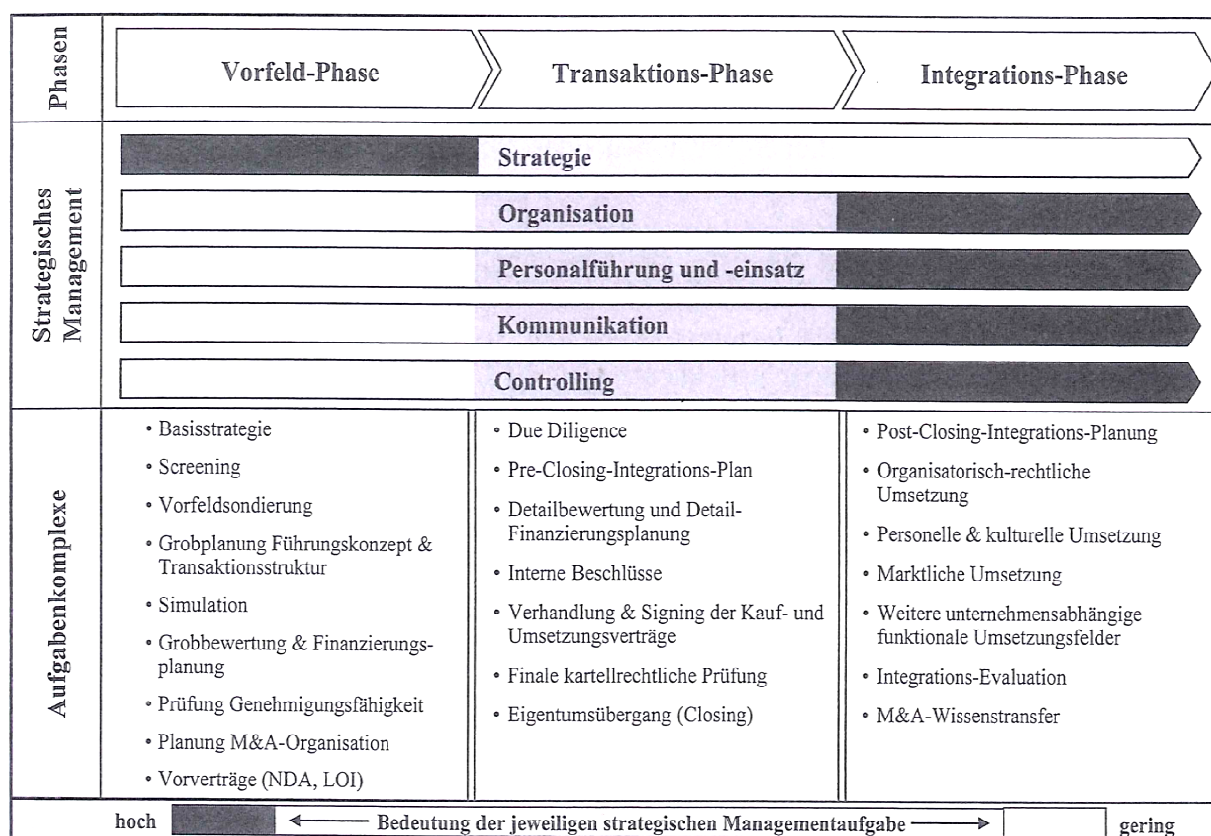 Phasen
Vorfeld-Phase
Transaktions-Phase
Integrations-Phase
Strategisches
Management
Strategie
Organisation
Personalführung und -einsatz
Kommunikation
Controlling
Aufgabenkomplexe
• Basisstrategie
• Screening
• Vorfeldsondierung
• Grobplanung Führungskonzept &
Transaktionsstruktur
• Simulation
• Grobbewertung & Finanzierungs-
planung
• Prüfung Genehmigungsfähigkeit
• Planung M&A-Organisation
• Vorverträge (NDA, LOI)
• Due Diligence
• Pre-Closing-Integrations-Plan
• Detailbewertung und Detail-
Finanzierungsplanung
• Interne Beschlüsse
• Verhandlung & Signing der Kauf- und
Umsetzungsverträge
• Finale kartellrechtliche Prüfung
• Eigentumsübergang (Closing)
• Post-Closing-Integrations-Planung
• Organisatorisch-rechtliche
Umsetzung
• Personelle & kulturelle Umsetzung
• Marktliche Umsetzung
• Weitere unternehmensabhängige
funktionale Umsetzungsfelder
• Integrations-Evaluation
• M&A-Wissenstransfer
hoch
Bedeutung der jeweiligen strategischen Managementaufgabe
gering